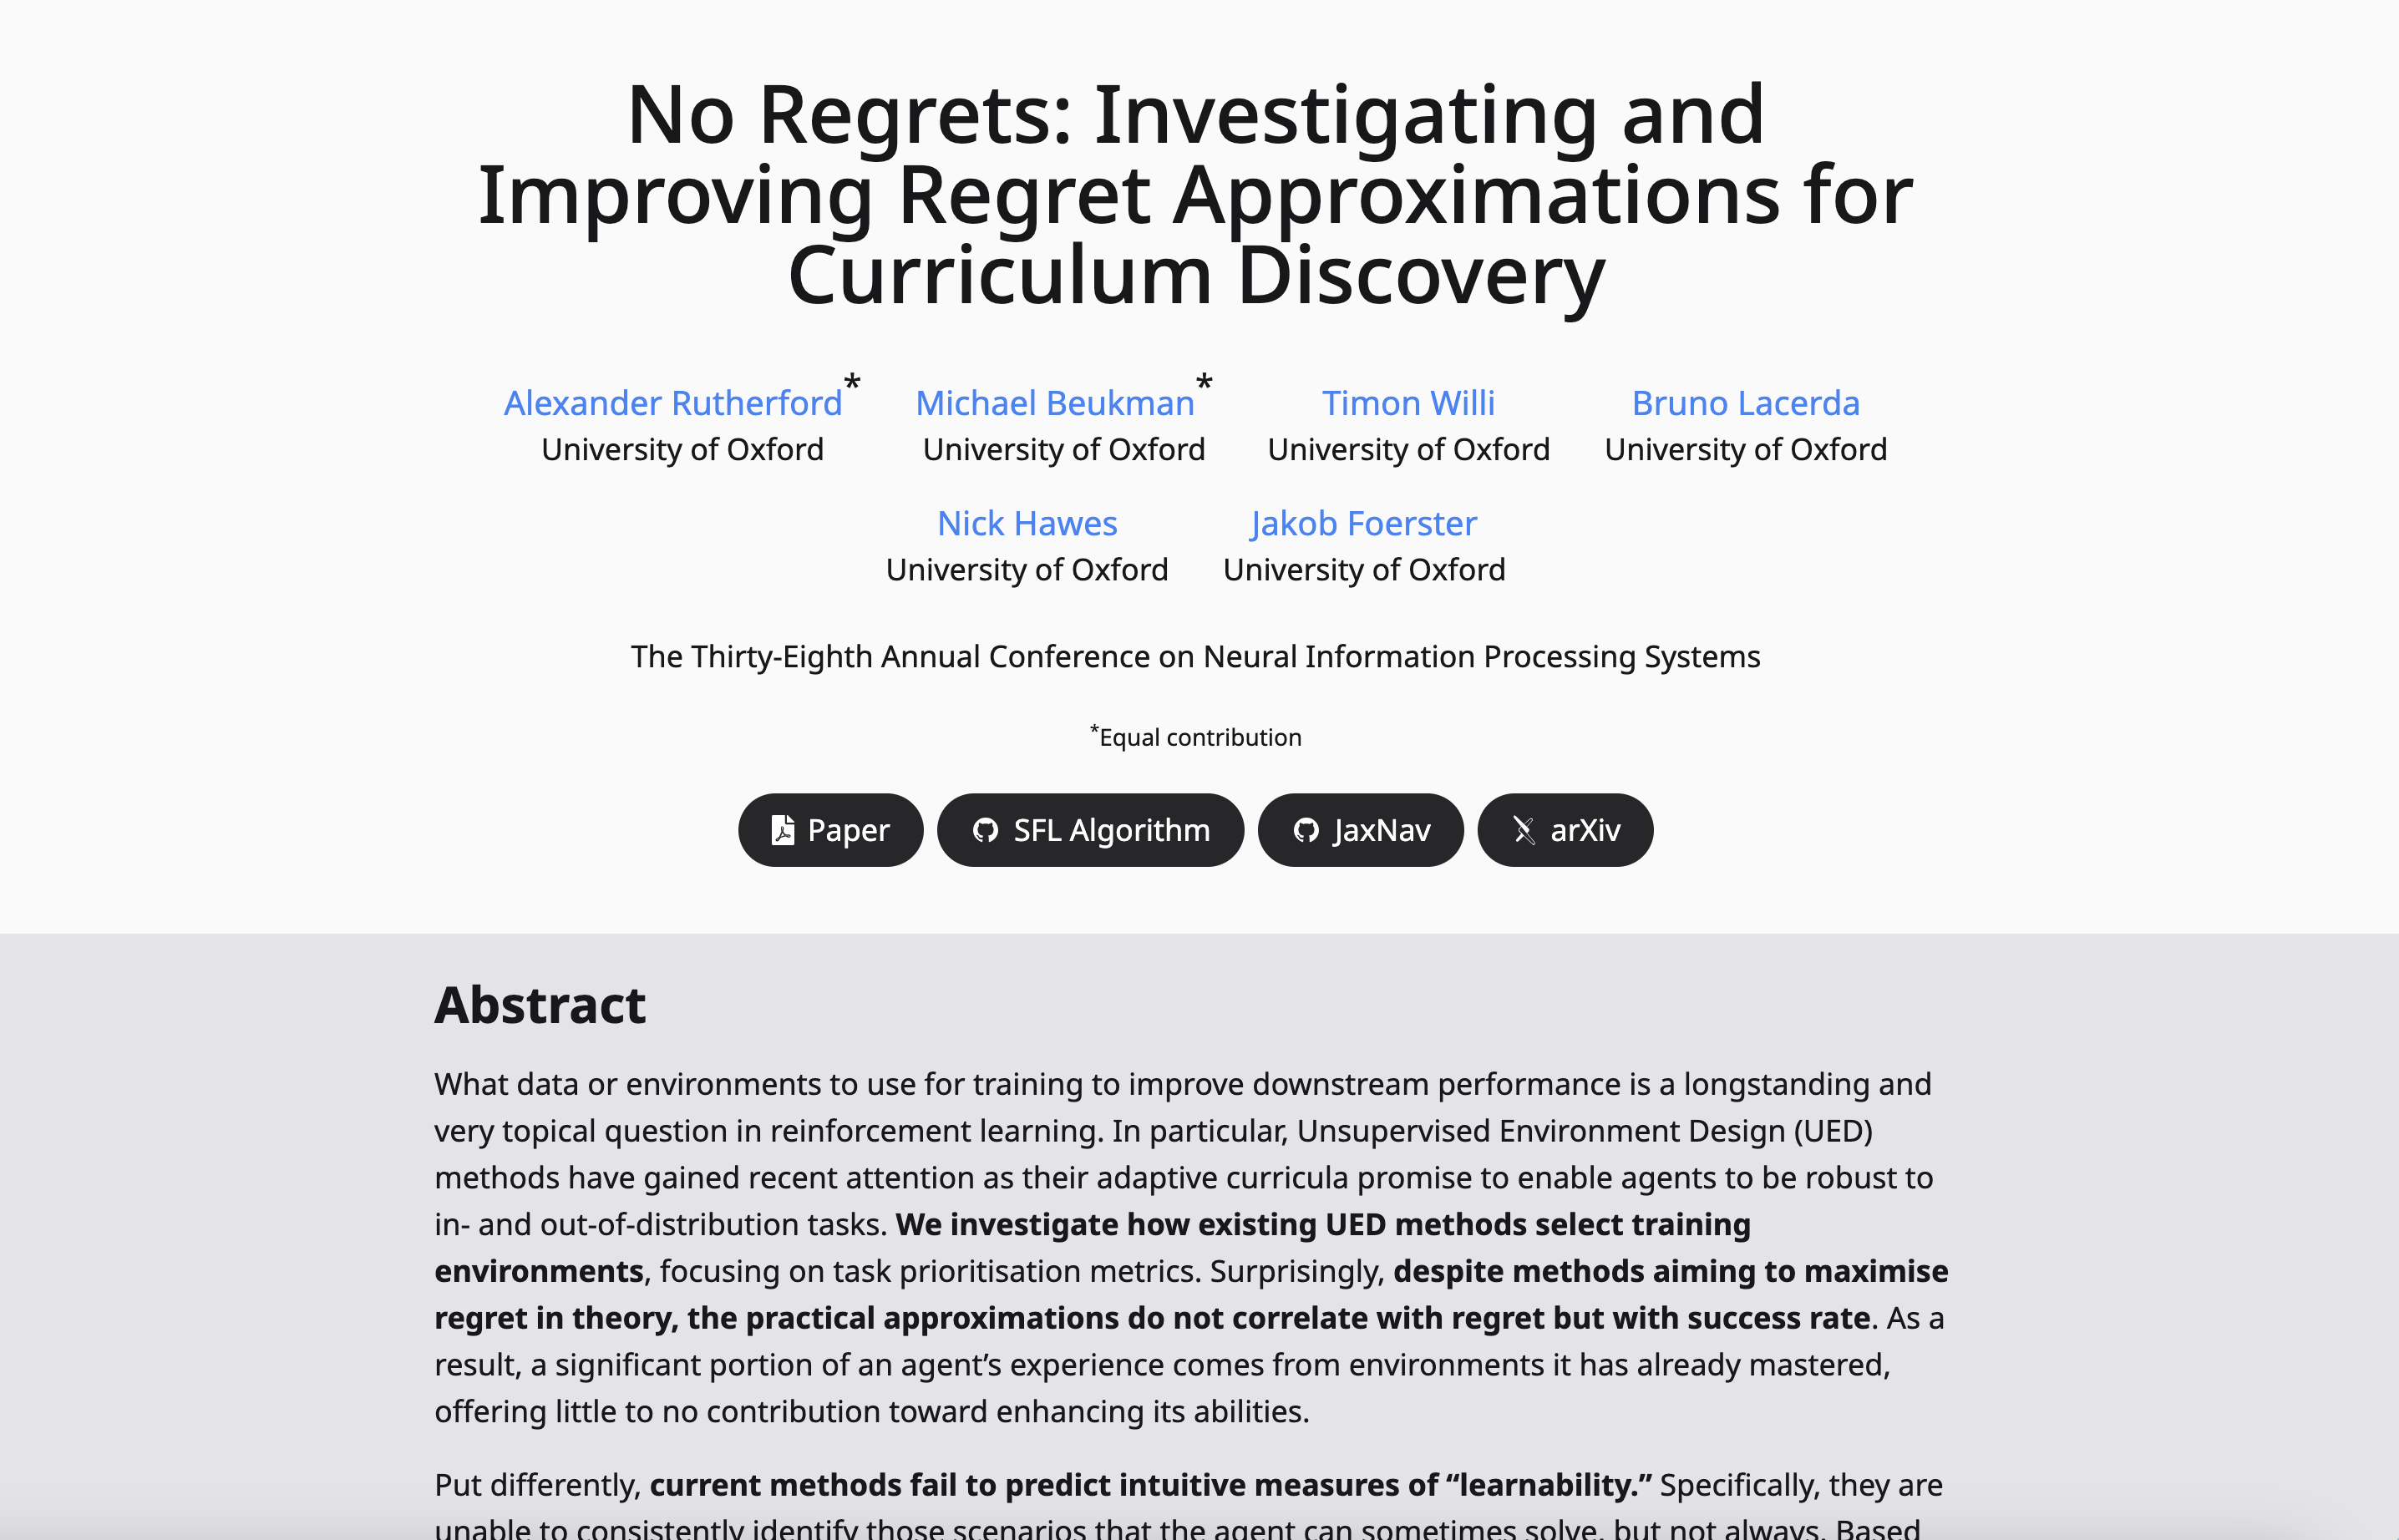 No Regrets: Investigating and
Improving Regret Approximations for
Curriculum Discovery
Alexander Rutherford* Michael Beukman* Timon Willi Bruno Lacerda
University of Oxford University of Oxford University of Oxford University of Oxford
Nick Hawes Jakob Foerster
University of Oxford University of Oxford
The Thirty-Eighth Annual Conference on Neural Information Processing Systems
*Equal contribution
Paper SFL Algorithm JaxNav arXiv
Abstract
What data or environments to use for training to improve downstream performance is a longstanding and
very topical question in reinforcement learning. In particular, Unsupervised Environment Design (UED)
methods have gained recent attention as their adaptive curricula promise to enable agents to be robust to
in- and out-of-distribution tasks. We investigate how existing UED methods select training
environments, focusing on task prioritisation metrics. Surprisingly, despite methods aiming to maximise
regret in theory, the practical approximations do not correlate with regret but with success rate. As a
result, a significant portion of an agent’s experience comes from environments it has already mastered,
offering little to no contribution toward enhancing its abilities.
Put differently, current methods fail to predict intuitive measures of “learnability.” Specifically, they are
unable to consistently identify those scenarios that the agent can sometimes solve, but not always. Based